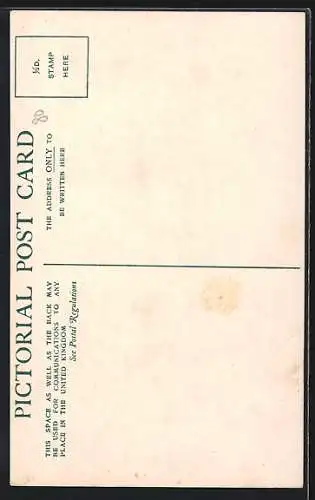 PICTORIAL POST CARD
THIS SPACE AS WELL AS THE BACK MAY
BE USED FOR COMMUNICATIONS TO ANY
PLACE IN THE UNITED KINGDOM
See Postal Regulations
THE ADDRESS ONLY TO
BE WRITTEN HERE
½D.
STAMP
HERE
80